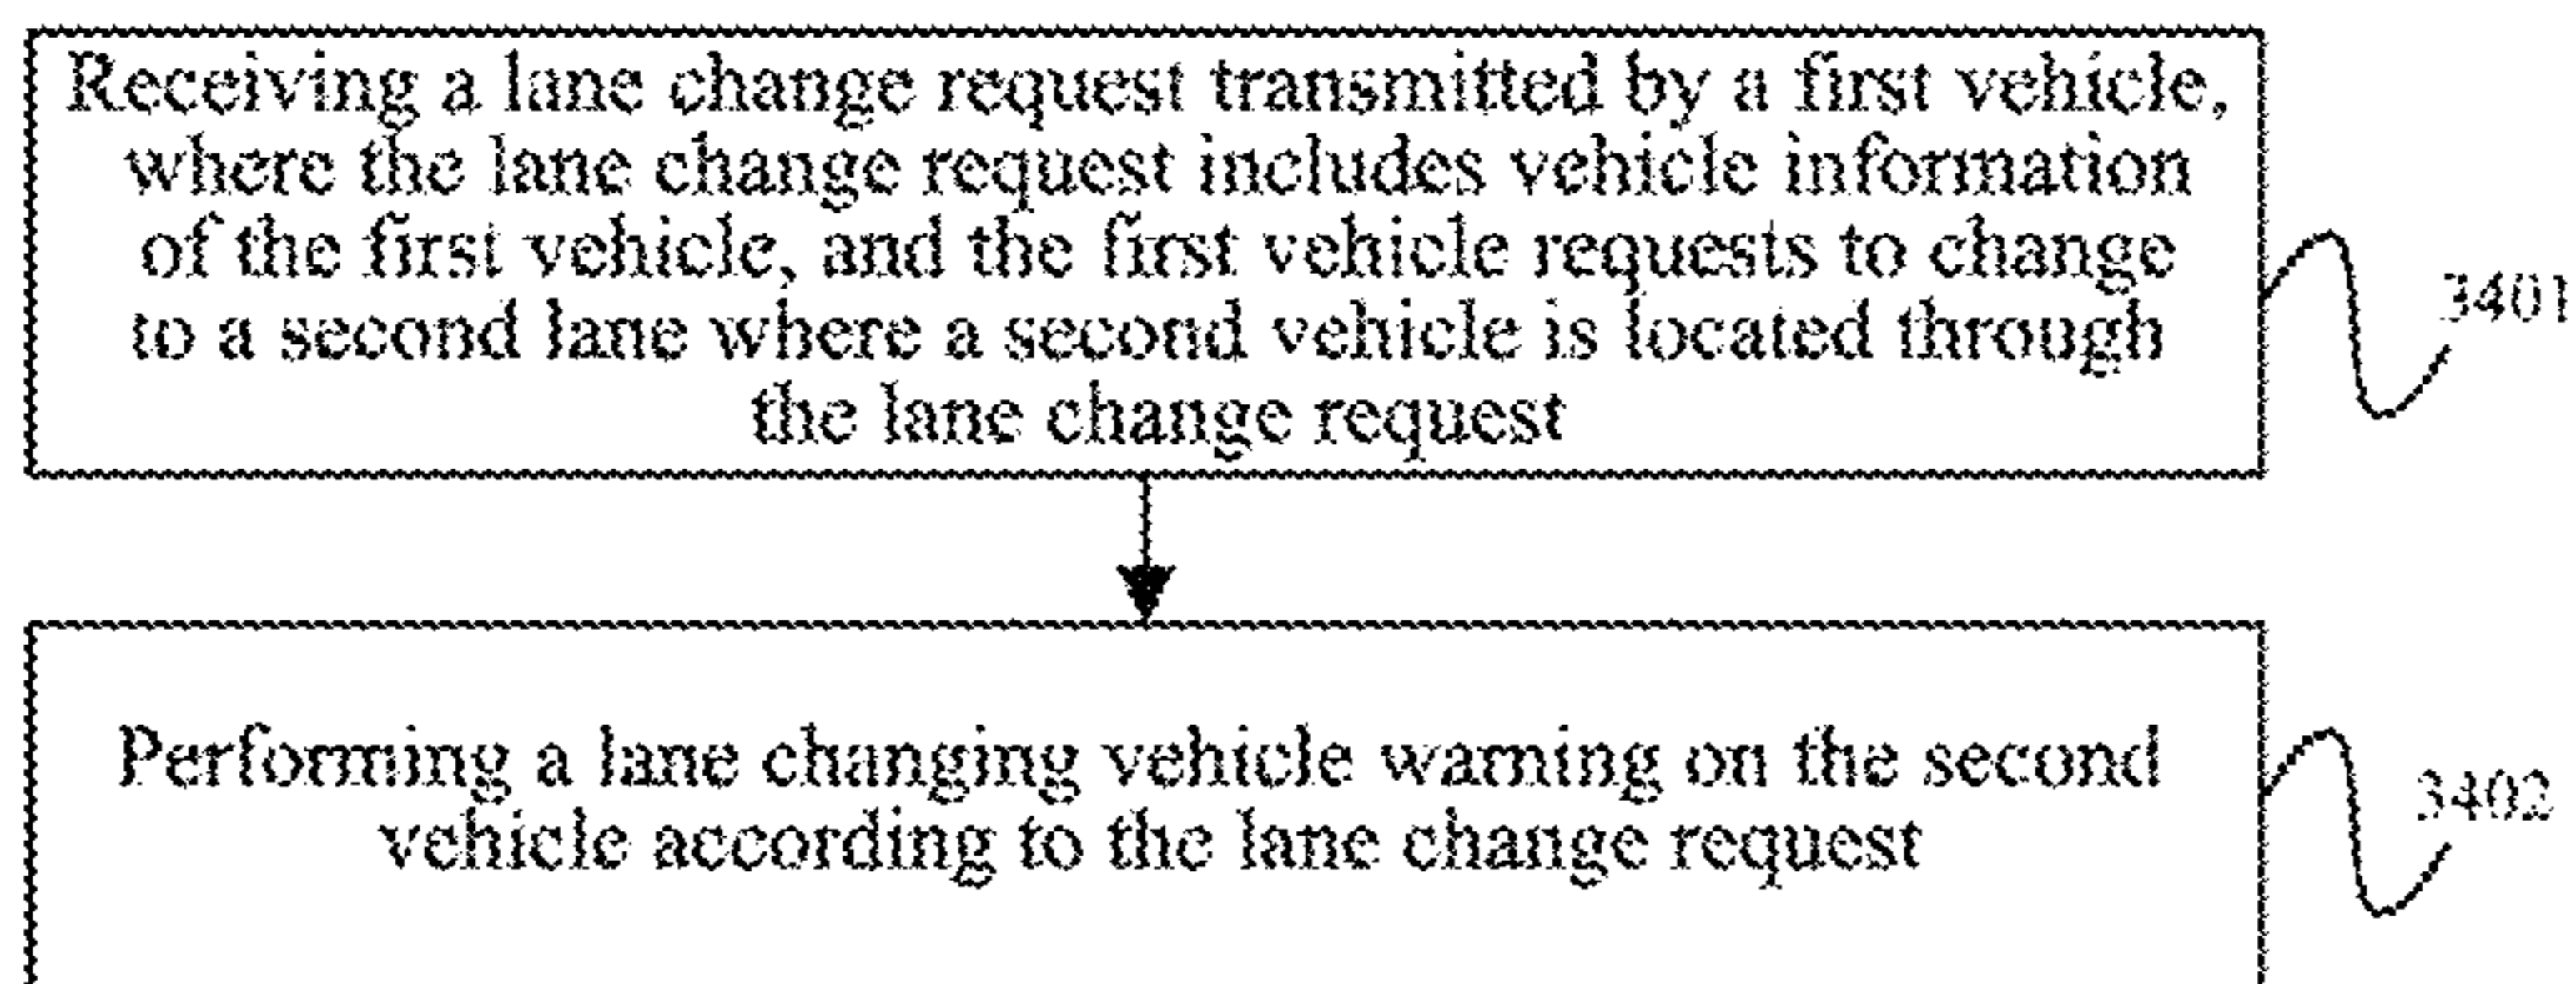 Receiving a lane change request transmitted by a first vehicle,
where the lane change request includes vehicle information
of the first vehicle, and the first vehicle requests to change
to a second lane where a second vehicle is located through
the lane change request
3401
Performing a lane changing vehicle warning on the second
vehicle according to the lane change request
3402